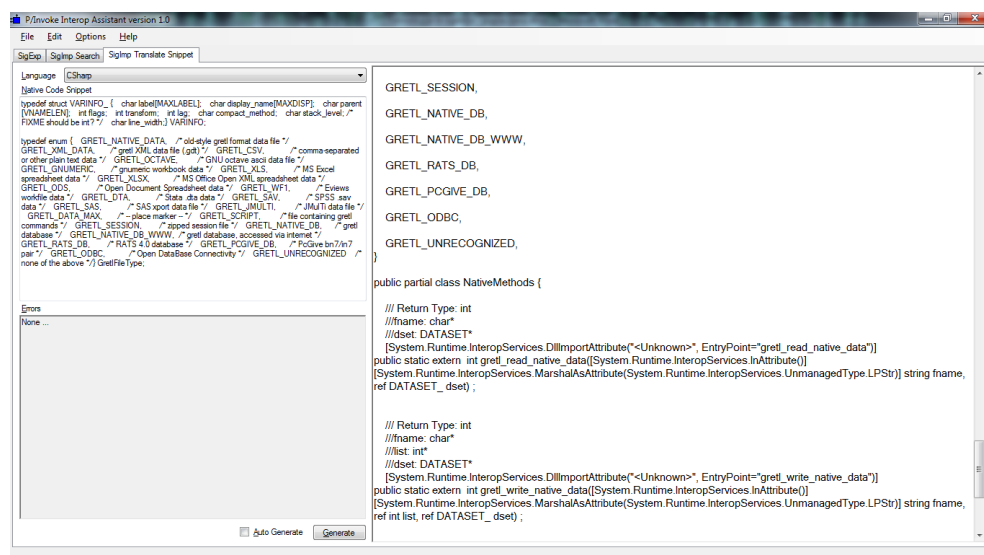 P/Invoke Interop Assistant version 1.0
File Edit Options Help
SigExp SigImp Search SigImp Translate Snippet
Language CSharp
Native Code Snippet
typedef struct VARINFO_ { char label[MAXLABEL]; char display_name[MAXDISP]; char parent
[VNAMELEN]; int flags; int transform; int lag; char compact_method; char stack_level; /*
FIXME should be int? */ char line_width;} VARINFO;
typedef enum { GRETL_NATIVE_DATA, /* old-style gretl format data file */
GRETL_XML_DATA, /* gretl XML data file (.gdt) */ GRETL_CSV, /* comma-separated
or other plain text data */ GRETL_OCTAVE, /* GNU octave ascii data file */
GRETL_GNUMERIC, /* gnumeric workbook data */ GRETL_XLS, /* MS Excel
spreadsheet data */ GRETL_XLSX, /* MS Office Open XML spreadsheet data */
GRETL_ODS, /* Open Document Spreadsheet data */ GRETL_WF1, /* Eviews
workfile data */ GRETL_DTA, /* Stata .dta data */ GRETL_SAV, /* SPSS .sav
data */ GRETL_SAS, /* SAS xport data file */ GRETL_JMULTI, /* JMulTi data file */
GRETL_DATA_MAX, /* -- place marker -- */ GRETL_SCRIPT, /* file containing gretl
commands */ GRETL_SESSION, /* zipped session file */ GRETL_NATIVE_DB, /* gretl
database */ GRETL_NATIVE_DB_WWW, /* gretl database, accessed via internet */
GRETL_RATS_DB, /* RATS 4.0 database */ GRETL_PCGIVE_DB, /* PcGive bn7/in7
pair */ GRETL_ODBC, /* Open DataBase Connectivity */ GRETL_UNRECOGNIZED /*
none of the above */} GretlFileType;
Errors
None ...
Auto Generate Generate
GRETL_SESSION,
GRETL_NATIVE_DB,
GRETL_NATIVE_DB_WWW,
GRETL_RATS_DB,
GRETL_PCGIVE_DB,
GRETL_ODBC,
GRETL_UNRECOGNIZED,
}
public partial class NativeMethods {
/// Return Type: int
///fname: char*
///dset: DATASET*
[System.Runtime.InteropServices.DllImportAttribute("<Unknown>", EntryPoint="gretl_read_native_data")]
public static extern int gretl_read_native_data([System.Runtime.InteropServices.InAttribute()]
[System.Runtime.InteropServices.MarshalAsAttribute(System.Runtime.InteropServices.UnmanagedType.LPStr)] string fname,
ref DATASET_ dset) ;
/// Return Type: int
///fname: char*
///list: int*
///dset: DATASET*
[System.Runtime.InteropServices.DllImportAttribute("<Unknown>", EntryPoint="gretl_write_native_data")]
public static extern int gretl_write_native_data([System.Runtime.InteropServices.InAttribute()]
[System.Runtime.InteropServices.MarshalAsAttribute(System.Runtime.InteropServices.UnmanagedType.LPStr)] string fname,
ref int list, ref DATASET_ dset) ;